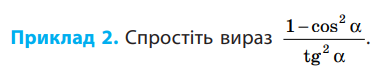 Приклад 2. Спростіть вираз (1−cos² α)/(tg² α).